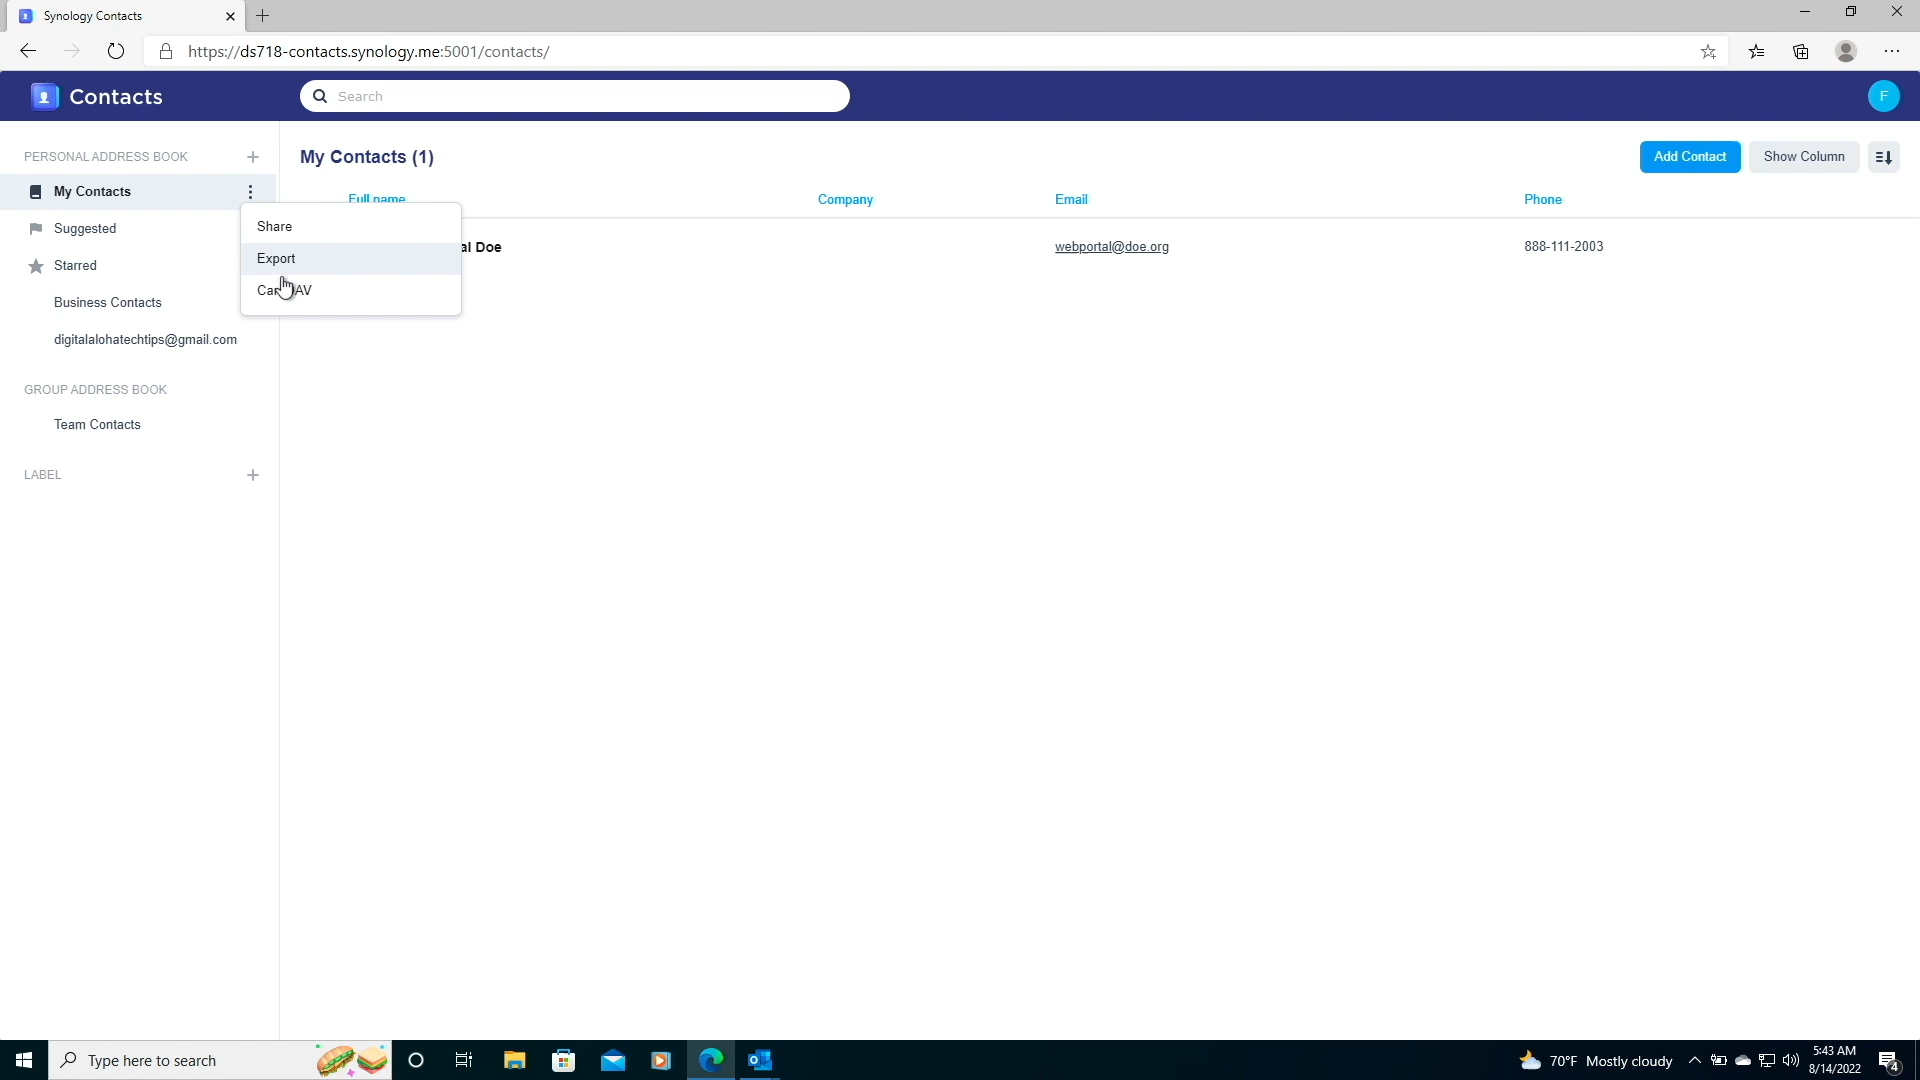 Synology Contacts
https://ds718-contacts.synology.me:5001/contacts/
Contacts
Search
F
PERSONAL ADDRESS BOOK
My Contacts
Suggested
Starred
Business Contacts
digitalalohatechtips@gmail.com
GROUP ADDRESS BOOK
Team Contacts
LABEL
Share
Export
My Contacts (1)
Add Contact
Show Column
Full name
Company
Email
Phone
Doe
webportal@doe.org
888-111-2003
Type here to search
70°F Mostly cloudy
5:43 AM
8/14/2022
4